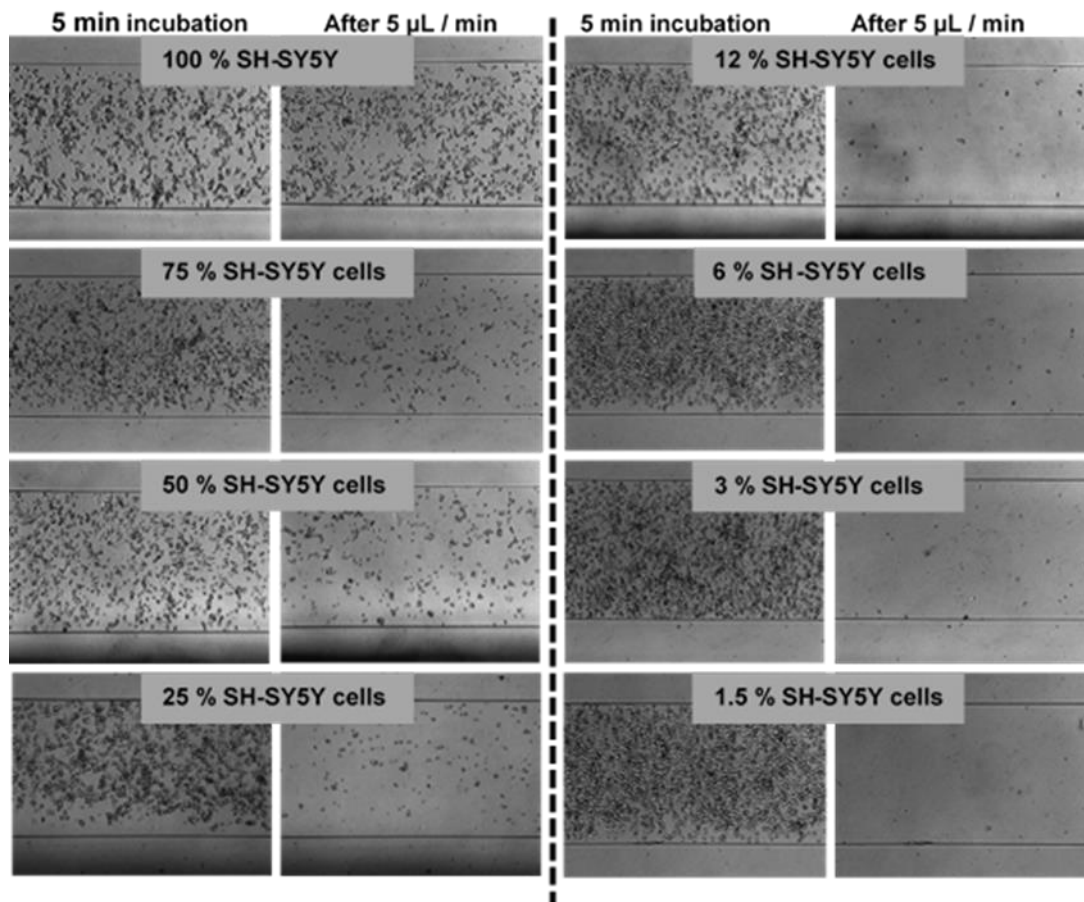 5 min incubation After 5 µL / min
100 % SH-SY5Y
75 % SH-SY5Y cells
50 % SH-SY5Y cells
25 % SH-SY5Y cells
5 min incubation After 5 µL / min
12 % SH-SY5Y cells
6 % SH-SY5Y cells
3 % SH-SY5Y cells
1.5 % SH-SY5Y cells